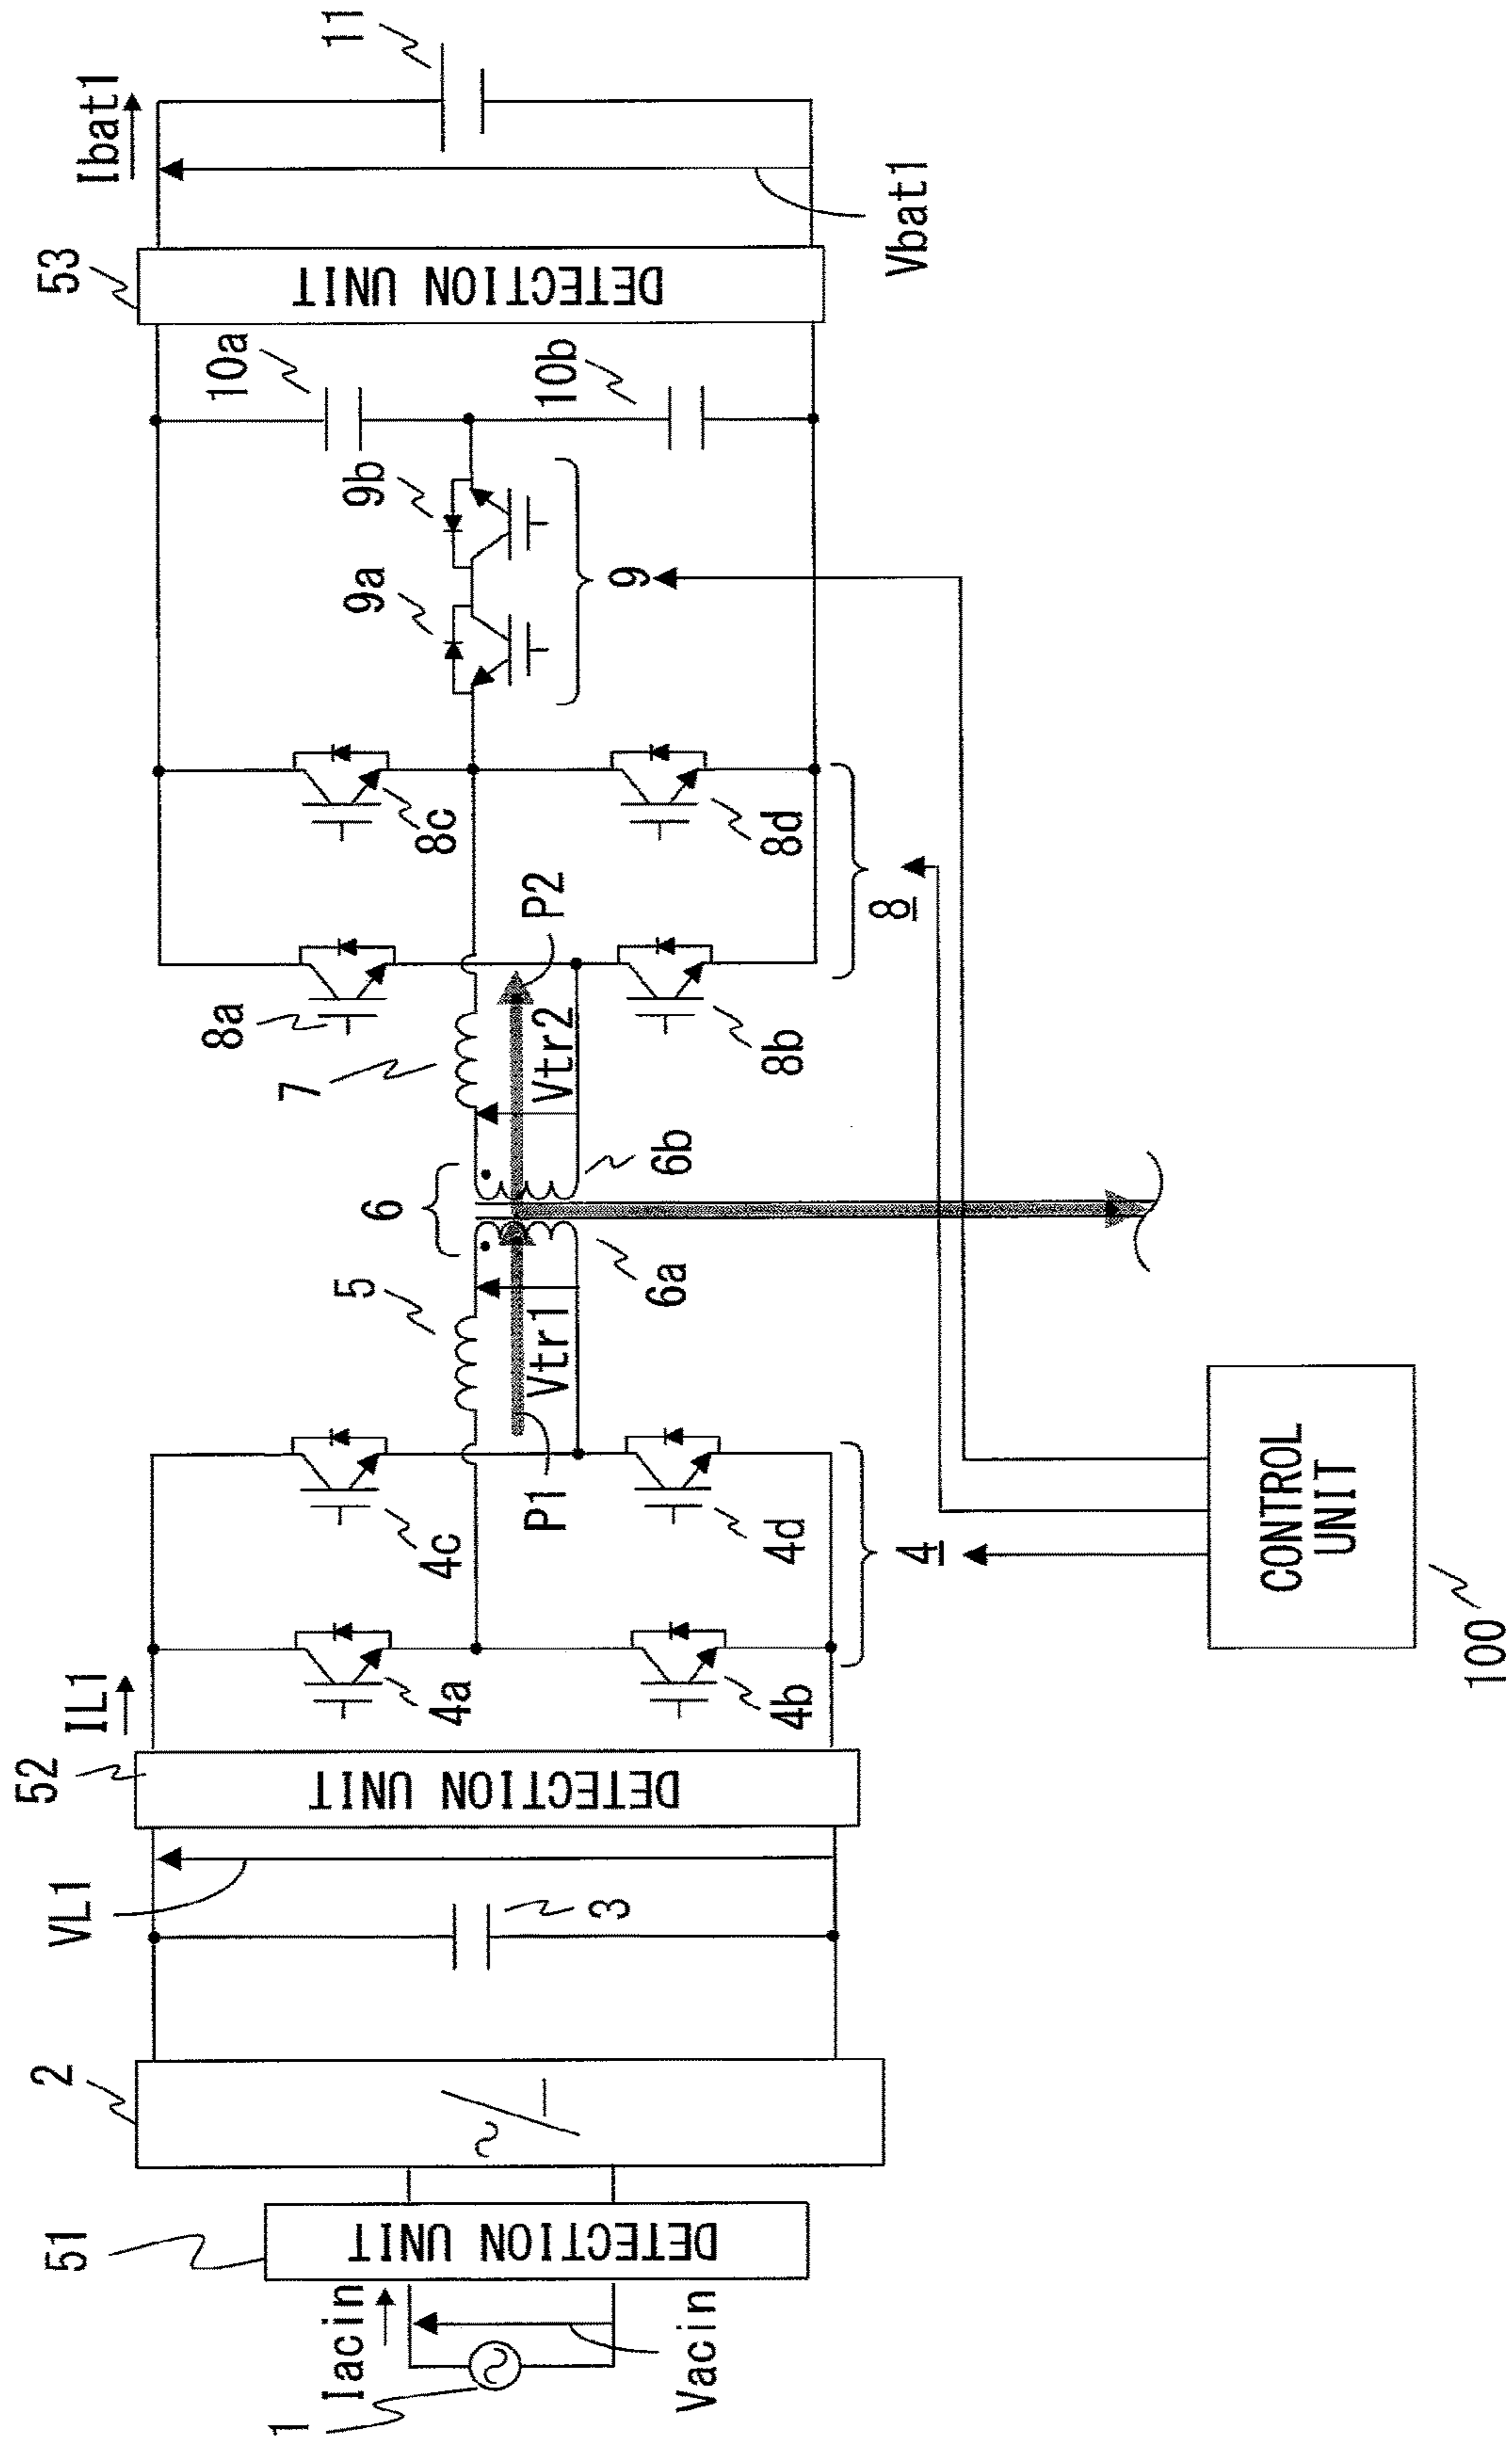 1
Iacin
Vacin
51
DETECTION UNIT
2
3
VL1
52
DETECTION UNIT
IL1
4a
4b
4c
4d
4
5
P1
Vtr1
6
6a
6b
Vtr2
P2
7
8a
8b
8c
8d
8
9a
9b
9
10a
10b
53
DETECTION UNIT
Ibat1
Vbat1
11
CONTROL
UNIT
100